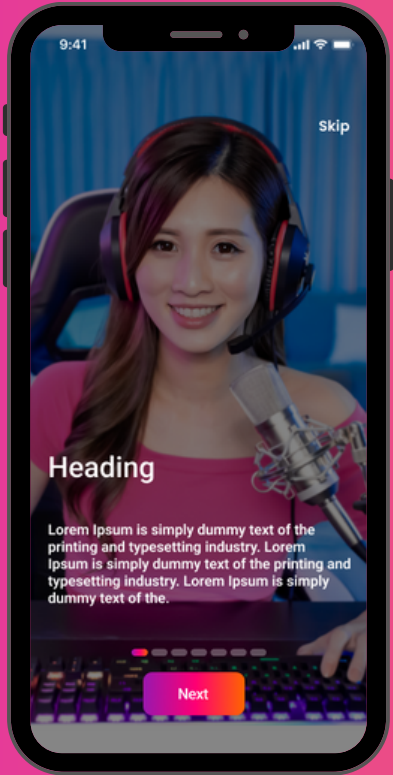 9:41
Skip
Heading
Lorem Ipsum is simply dummy text of the
printing and typesetting industry. Lorem
Ipsum is simply dummy text of the printing and
typesetting industry. Lorem Ipsum is simply
dummy text of the.
Next